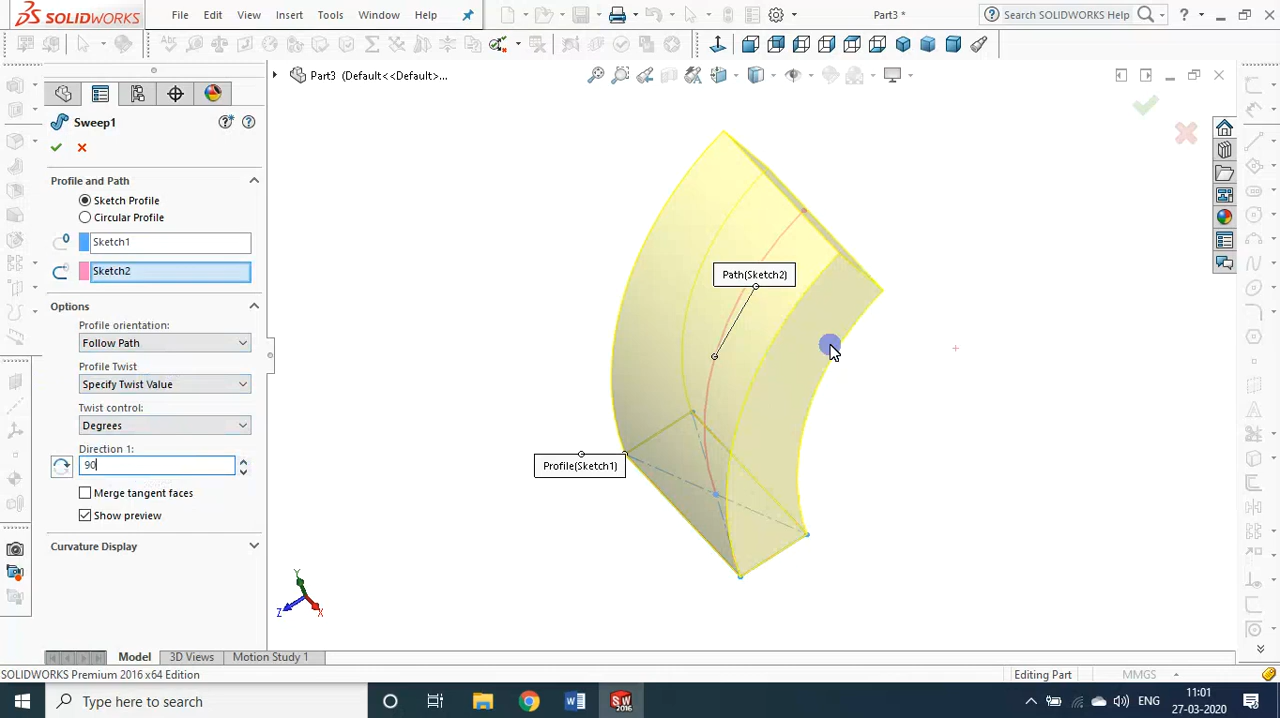 SOLIDWORKS File Edit View Insert Tools Window Help Part3 * Search SOLIDWORKS Help ?
Part3 (Default<<Default>...
Sweep1
Profile and Path
Sketch Profile
Circular Profile
Sketch1
Sketch2
Options
Profile orientation:
Follow Path
Profile Twist
Specify Twist Value
Twist control:
Degrees
Direction 1:
90
Merge tangent faces
Show preview
Curvature Display
Path(Sketch2)
Profile(Sketch1)
Y
Z X
Model 3D Views Motion Study 1
SOLIDWORKS Premium 2016 x64 Edition Editing Part MMGS
Type here to search SW 2016 ENG 11:01
27-03-2020